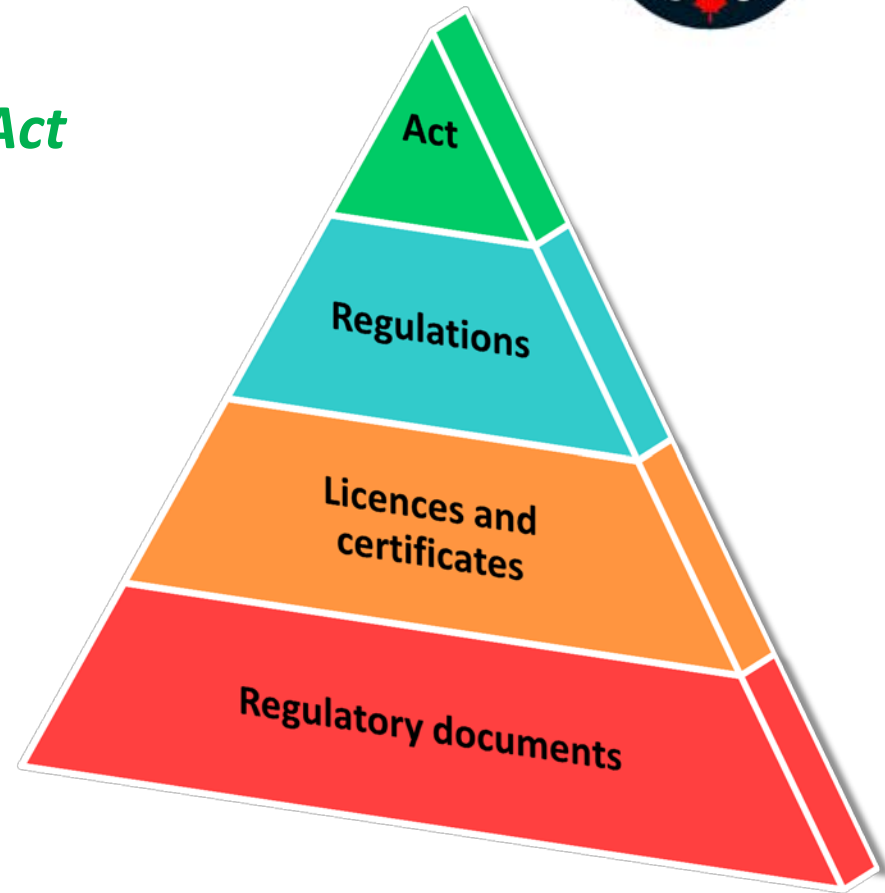 Act
Act
Regulations
Licences and
certificates
Regulatory documents